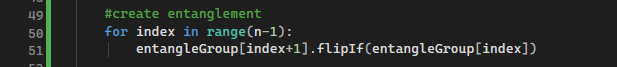 49 #create entanglement
50 for index in range(n-1):
51 entangleGroup[index+1].flipIf(entangleGroup[index])